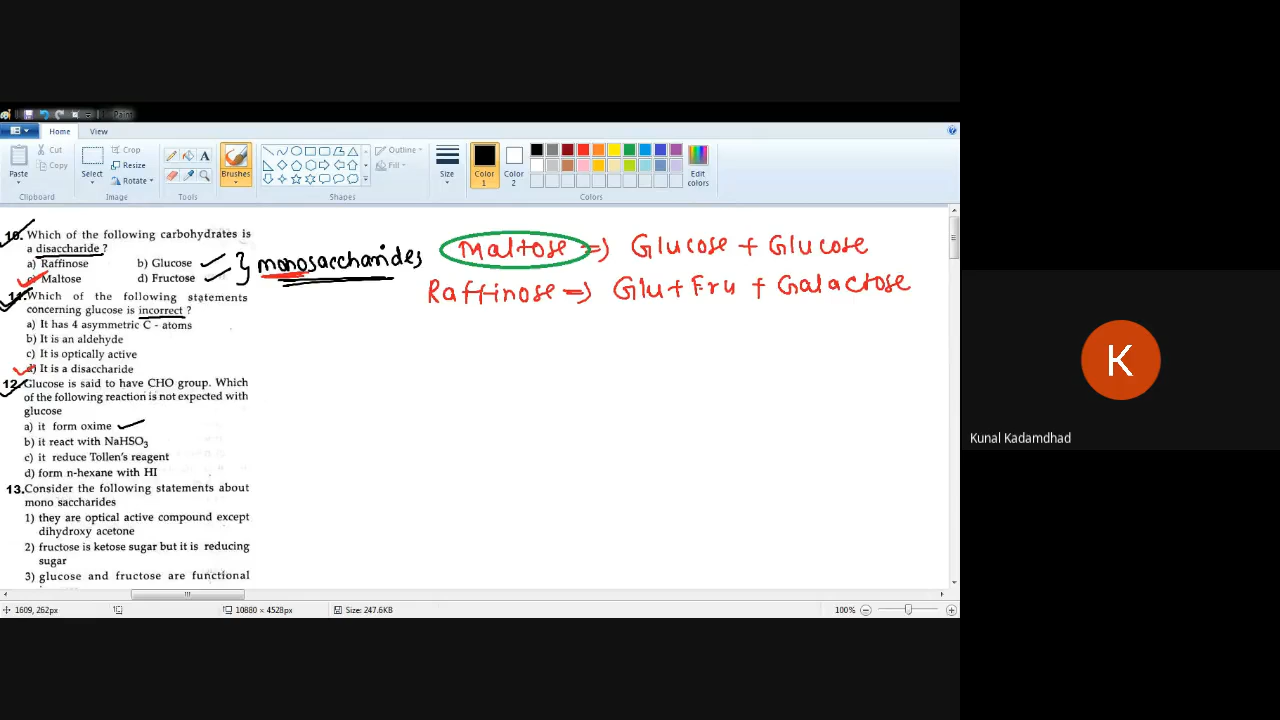 Paint
Home View
Paste
Cut
Copy
Clipboard
Select
Crop
Resize
Rotate
Image
A
Tools
Brushes
Outline
Fill
Shapes
Size
Color 1
Color 2
Edit colors
Colors
10. Which of the following carbohydrates is
a disaccharide ?
a) Raffinose b) Glucose
c) Maltose d) Fructose
monosaccharides
Maltose => Glucose + Glucose
Raffinose => Glu + Fru + Galactose
11. Which of the following statements
concerning glucose is incorrect ?
a) It has 4 asymmetric C - atoms
b) It is an aldehyde
c) It is optically active
d) It is a disaccharide
12. Glucose is said to have CHO group. Which
of the following reaction is not expected with
glucose
a) it form oxime
b) it react with NaHSO3
c) it reduce Tollen's reagent
d) form n-hexane with HI
13. Consider the following statements about
mono saccharides
1) they are optical active compound except
dihydroxy acetone
2) fructose is ketose sugar but it is reducing
sugar
3) glucose and fructose are functional
1609, 262px
10880 × 4528px
Size: 247.6KB
100%
K
Kunal Kadamdhad